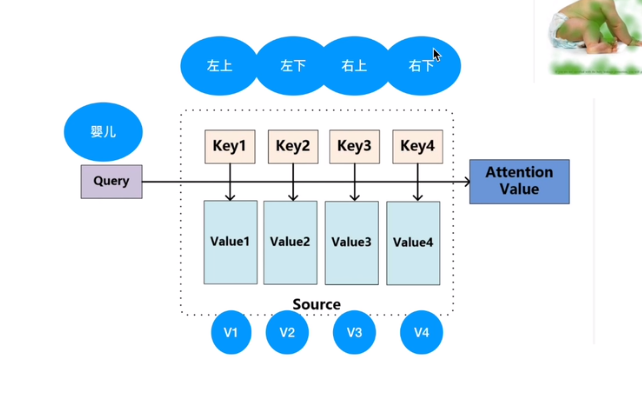 左上 左下 右上 右下
婴儿
Key1 Key2 Key3 Key4
Query
Attention
Value
Value1 Value2 Value3 Value4
Source
V1 V2 V3 V4